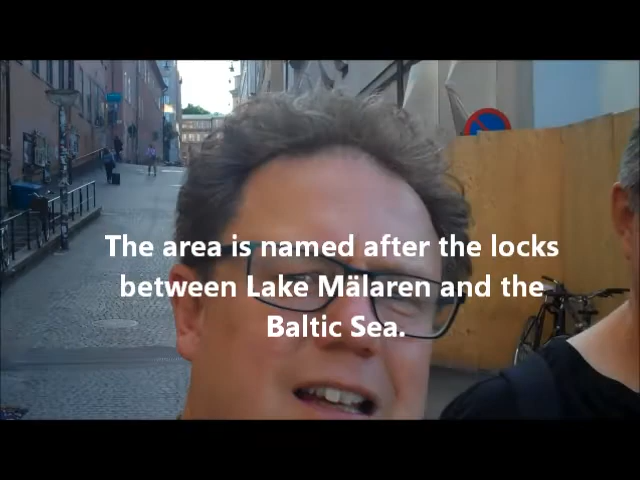 The area is named after the locks
between Lake Mälaren and the
Baltic Sea.